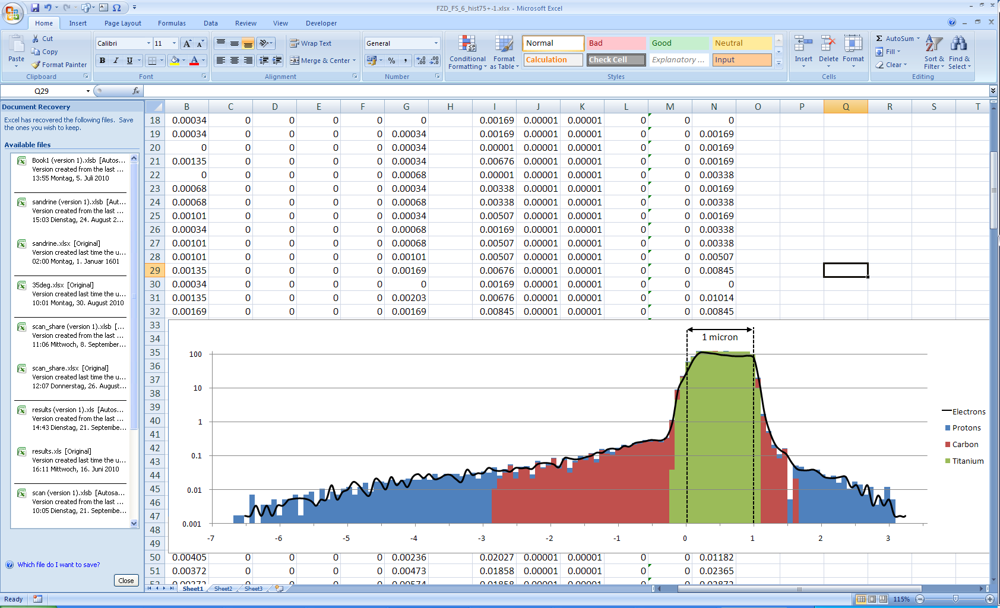 FZD_FS_6_hist75+-1.xlsx - Microsoft Excel
Home Insert Page Layout Formulas Data Review View Developer
Paste
Cut
Copy
Format Painter
Clipboard
Calibri 11
B I U
Font
Wrap Text
Merge & Center
Alignment
General
% ,
Number
Conditional Formatting
Format as Table
Normal Bad Good Neutral
Calculation Check Cell Explanatory ... Input
Styles
Insert Delete Format
Cells
Σ AutoSum
Fill
Clear
Sort & Filter
Find & Select
Editing
Q29 fx
Document Recovery
Excel has recovered the following files. Save
the ones you wish to keep.
Available files
Book1 (version 1).xlsb [Autos...
Version created from the last ...
13:55 Montag, 5. Juli 2010
sandrine (version 1).xlsb [Aut...
Version created from the last ...
15:03 Dienstag, 24. August 2...
sandrine.xlsx [Original]
Version created last time the u...
02:00 Montag, 1. Januar 1601
35deg.xlsx [Original]
Version created last time the u...
10:01 Montag, 30. August 2010
scan_share (version 1).xlsb [...
Version created from the last ...
11:06 Mittwoch, 8. September...
scan_share.xlsx [Original]
Version created last time the u...
12:07 Donnerstag, 26. August...
results (version 1).xls [Autos...
Version created from the last ...
14:43 Dienstag, 21. Septembe...
results.xls [Original]
Version created last time the u...
16:11 Mittwoch, 16. Juni 2010
scan (version 1).xlsb [Autosa...
Version created from the last ...
10:05 Dienstag, 21. Septembe...
Which file do I want to save?
Close
B C D E F G H I J K L M N O P Q R S T
18 0.00034 0 0 0 0 0 0.00169 0.00001 0.00001 0 0 0
19 0.00034 0 0 0 0 0.00034 0.00169 0.00001 0.00001 0 0 0.00169
20 0 0 0 0 0 0.00034 0.00001 0.00001 0.00001 0 0 0.00169
21 0.00135 0 0 0 0 0.00034 0.00676 0.00001 0.00001 0 0 0.00169
22 0 0 0 0 0 0.00068 0.00001 0.00001 0.00001 0 0 0.00338
23 0.00068 0 0 0 0 0.00034 0.00338 0.00001 0.00001 0 0 0.00169
24 0.00068 0 0 0 0 0.00068 0.00338 0.00001 0.00001 0 0 0.00338
25 0.00101 0 0 0 0 0.00034 0.00507 0.00001 0.00001 0 0 0.00169
26 0.00034 0 0 0 0 0.00068 0.00169 0.00001 0.00001 0 0 0.00338
27 0.00101 0 0 0 0 0.00068 0.00507 0.00001 0.00001 0 0 0.00338
28 0.00101 0 0 0 0 0.00101 0.00507 0.00001 0.00001 0 0 0.00507
29 0.00135 0 0 0 0 0.00169 0.00676 0.00001 0.00001 0 0 0.00845
30 0.00034 0 0 0 0 0 0.00169 0.00001 0.00001 0 0 0
31 0.00135 0 0 0 0 0.00203 0.00676 0.00001 0.00001 0 0 0.01014
32 0.00169 0 0 0 0 0.00169 0.00845 0.00001 0.00001 0 0 0.00845
33
34
35
36
37
38
39
40
41
42
43
44
45
46
47
48
49
1 micron
100
10
1
0.1
0.01
0.001
-7 -6 -5 -4 -3 -2 -1 0 1 2 3
Electrons
Protons
Carbon
Titanium
50 0.00405 0 0 0 0 0.00236 0.02027 0.00001 0.00001 0 0 0.01182
51 0.00372 0 0 0 0 0.00473 0.01858 0.00001 0.00001 0 0 0.02365
Sheet1 Sheet2 Sheet3
Ready 115%